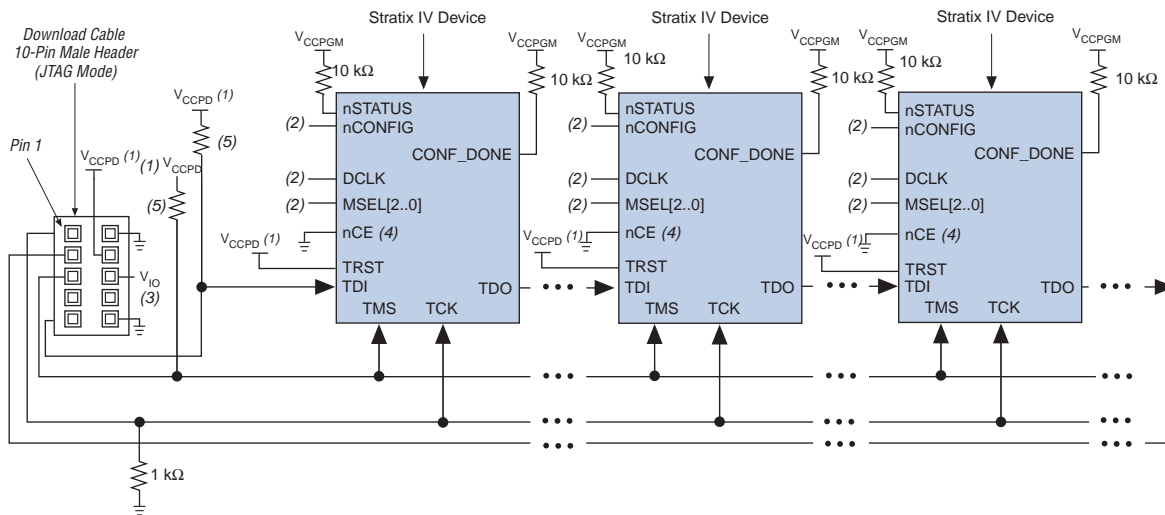 Download Cable
10-Pin Male Header
(JTAG Mode)
Pin 1
VCCPD (1)
(5)
VCCPD (1)
(1) VCCPD
(5)
VIO
(3)
1 kΩ
Stratix IV Device
VCCPGM
10 kΩ
VCCPGM
10 kΩ
nSTATUS
(2) nCONFIG
CONF_DONE
(2) DCLK
(2) MSEL[2..0]
nCE (4)
VCCPD (1)
TRST
TDI
TDO
TMS
TCK
Stratix IV Device
VCCPGM
10 kΩ
VCCPGM
10 kΩ
nSTATUS
(2) nCONFIG
CONF_DONE
(2) DCLK
(2) MSEL[2..0]
nCE (4)
VCCPD (1)
TRST
TDI
TDO
TMS
TCK
Stratix IV Device
VCCPGM
10 kΩ
VCCPGM
10 kΩ
nSTATUS
(2) nCONFIG
CONF_DONE
(2) DCLK
(2) MSEL[2..0]
nCE (4)
VCCPD (1)
TRST
TDI
TDO
TMS
TCK